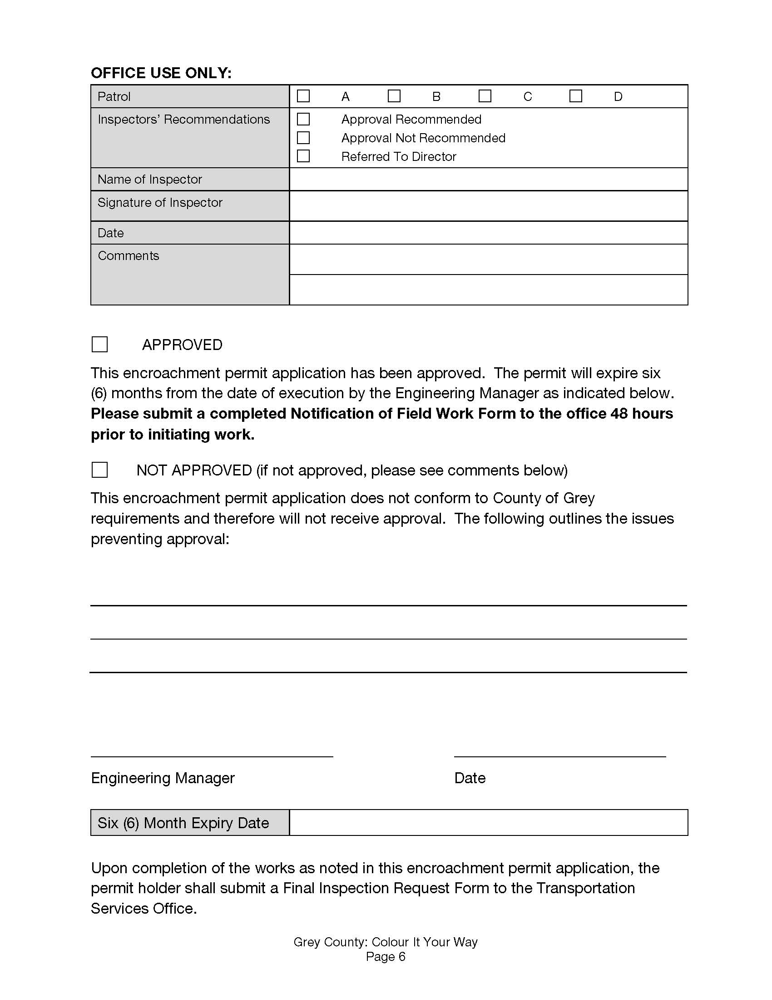 OFFICE USE ONLY:
Patrol A B C D
Inspectors’ Recommendations Approval Recommended
Approval Not Recommended
Referred To Director
Name of Inspector
Signature of Inspector
Date
Comments
APPROVED
This encroachment permit application has been approved.  The permit will expire six
(6) months from the date of execution by the Engineering Manager as indicated below.
Please submit a completed Notification of Field Work Form to the office 48 hours
prior to initiating work.
NOT APPROVED (if not approved, please see comments below)
This encroachment permit application does not conform to County of Grey
requirements and therefore will not receive approval.  The following outlines the issues
preventing approval:
Engineering Manager Date
Six (6) Month Expiry Date
Upon completion of the works as noted in this encroachment permit application, the
permit holder shall submit a Final Inspection Request Form to the Transportation
Services Office.
Grey County: Colour It Your Way
Page 6